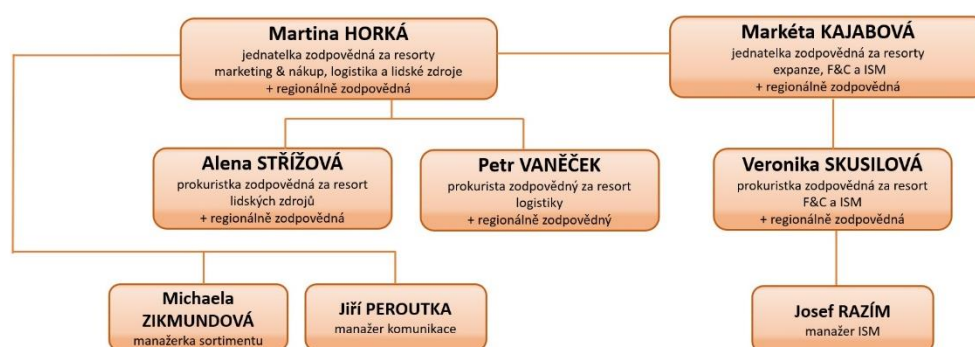 Martina HORKÁ
jednatelka zodpovědná za resorty
marketing & nákup, logistika a lidské zdroje
+ regionálně zodpovědná
Markéta KAJABOVÁ
jednatelka zodpovědná za resorty
expanze, F&C a ISM
+ regionálně zodpovědná
Alena STŘÍŽOVÁ
prokuristka zodpovědná za resort
lidských zdrojů
+ regionálně zodpovědná
Petr VANĚČEK
prokurista zodpovědný za resort
logistiky
+ regionálně zodpovědný
Veronika SKUSILOVÁ
prokuristka zodpovědná za resort
F&C a ISM
+ regionálně zodpovědná
Michaela
ZIKMUNDOVÁ
manažerka sortimentu
Jiří PEROUTKA
manažer komunikace
Josef RAZÍM
manažer ISM